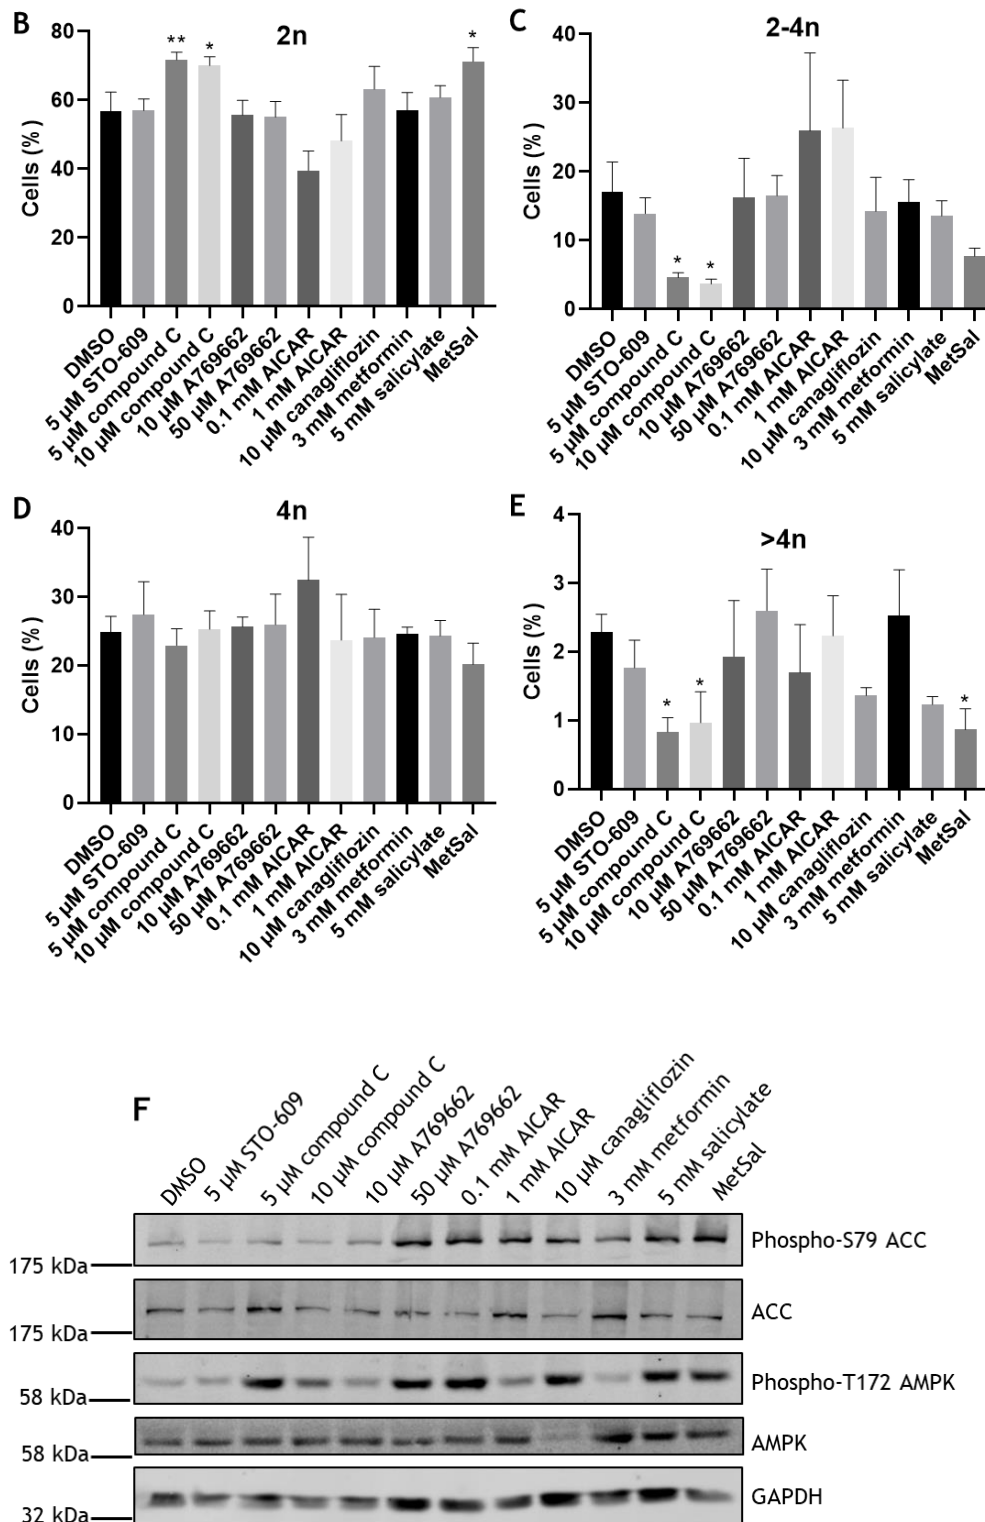 B
2n
80
60
40
20
0
Cells (%)
** * *
DMSO
5 µM STO-609
5 µM compound C
10 µM compound C
10 µM A769662
50 µM A769662
0.1 mM AICAR
1 mM AICAR
10 µM canagliflozin
3 mM metformin
5 mM salicylate
MetSal
C
2-4n
40
30
20
10
0
Cells (%)
* *
DMSO
5 µM STO-609
5 µM compound C
10 µM compound C
10 µM A769662
50 µM A769662
0.1 mM AICAR
1 mM AICAR
10 µM canagliflozin
3 mM metformin
5 mM salicylate
MetSal
D
4n
40
30
20
10
0
Cells (%)
DMSO
5 µM STO-609
5 µM compound C
10 µM compound C
10 µM A769662
50 µM A769662
0.1 mM AICAR
1 mM AICAR
10 µM canagliflozin
3 mM metformin
5 mM salicylate
MetSal
E
>4n
4
3
2
1
0
Cells (%)
* * *
DMSO
5 µM STO-609
5 µM compound C
10 µM compound C
10 µM A769662
50 µM A769662
0.1 mM AICAR
1 mM AICAR
10 µM canagliflozin
3 mM metformin
5 mM salicylate
MetSal
F
DMSO
5 µM STO-609
5 µM compound C
10 µM compound C
10 µM A769662
50 µM A769662
0.1 mM AICAR
1 mM AICAR
10 µM canagliflozin
3 mM metformin
5 mM salicylate
MetSal
Phospho-S79 ACC
175 kDa
ACC
175 kDa
Phospho-T172 AMPK
58 kDa
AMPK
58 kDa
GAPDH
32 kDa